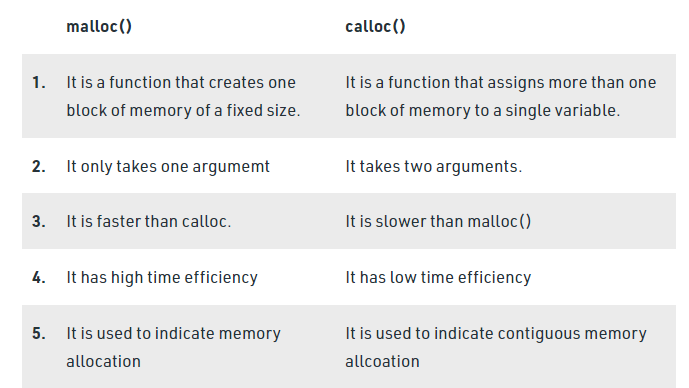 malloc() calloc()
1. It is a function that creates one It is a function that assigns more than one
block of memory of a fixed size. block of memory to a single variable.
2. It only takes one argumemt It takes two arguments.
3. It is faster than calloc. It is slower than malloc()
4. It has high time efficiency It has low time efficiency
5. It is used to indicate memory It is used to indicate contiguous memory
allocation allcoation